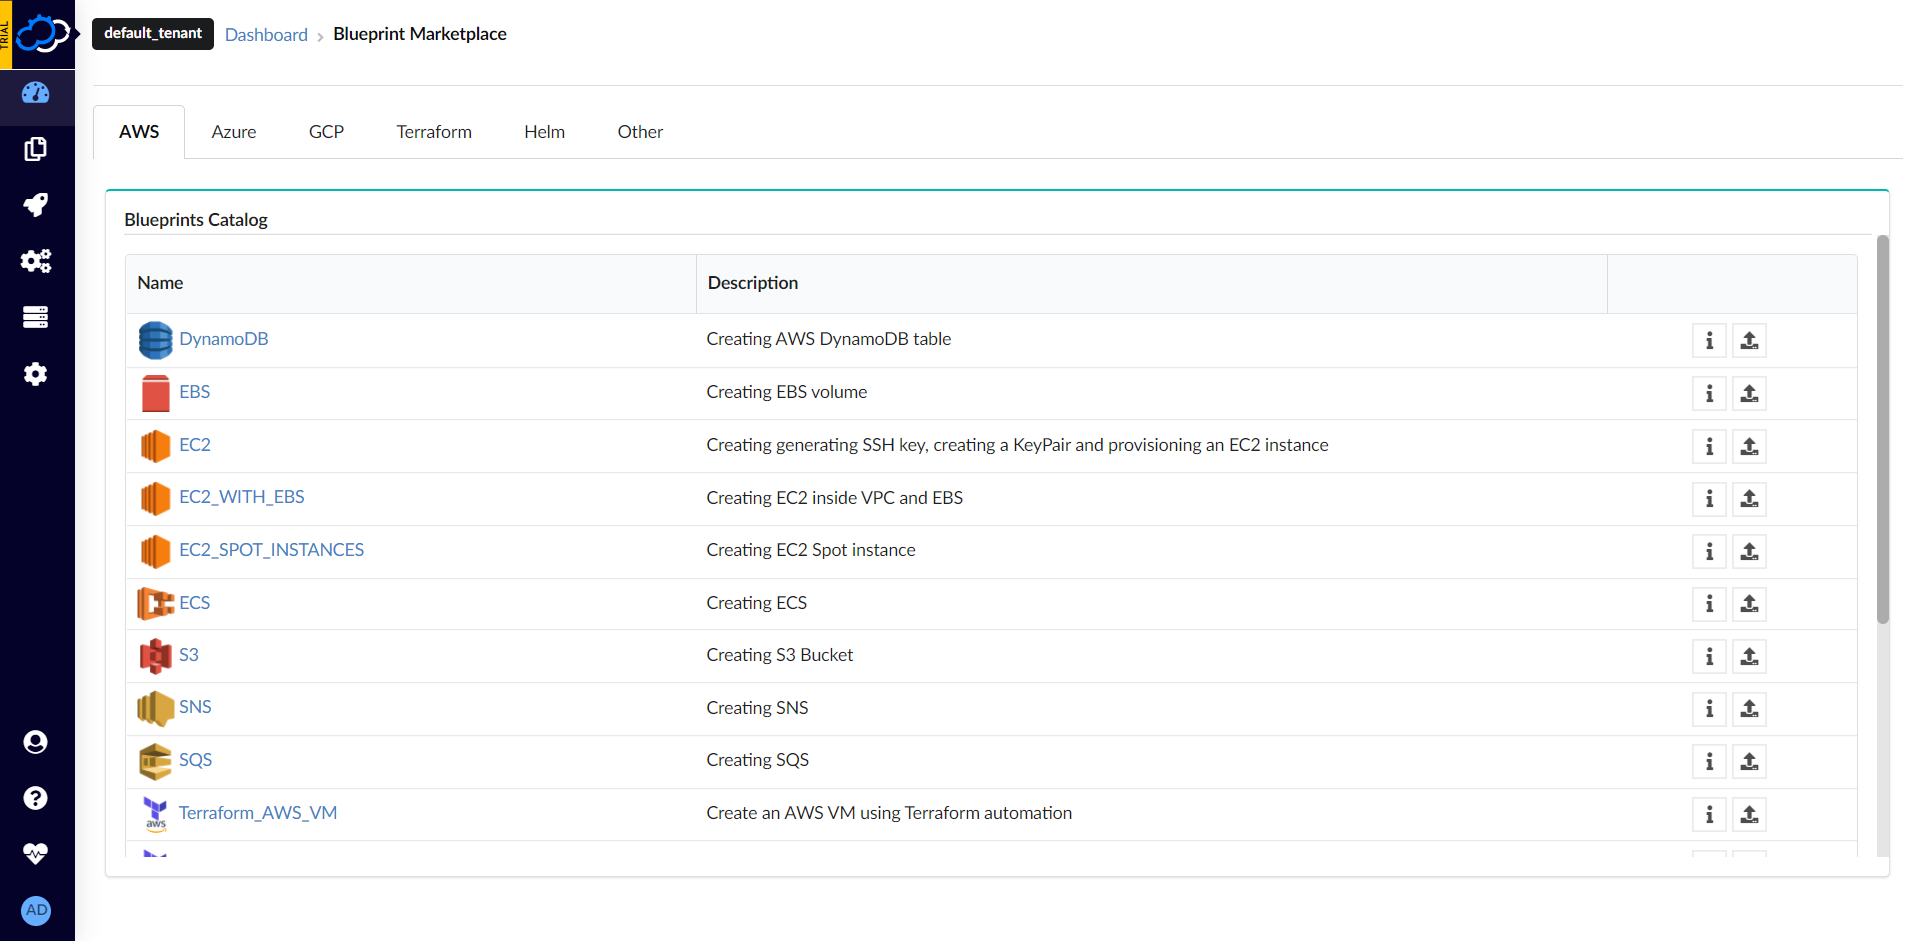 TRIAL
default_tenant Dashboard › Blueprint Marketplace
AWS Azure GCP Terraform Helm Other
Blueprints Catalog
Name Description
DynamoDB Creating AWS DynamoDB table
EBS Creating EBS volume
EC2 Creating generating SSH key, creating a KeyPair and provisioning an EC2 instance
EC2_WITH_EBS Creating EC2 inside VPC and EBS
EC2_SPOT_INSTANCES Creating EC2 Spot instance
ECS Creating ECS
S3 Creating S3 Bucket
SNS Creating SNS
SQS Creating SQS
aws Terraform_AWS_VM Create an AWS VM using Terraform automation
AD